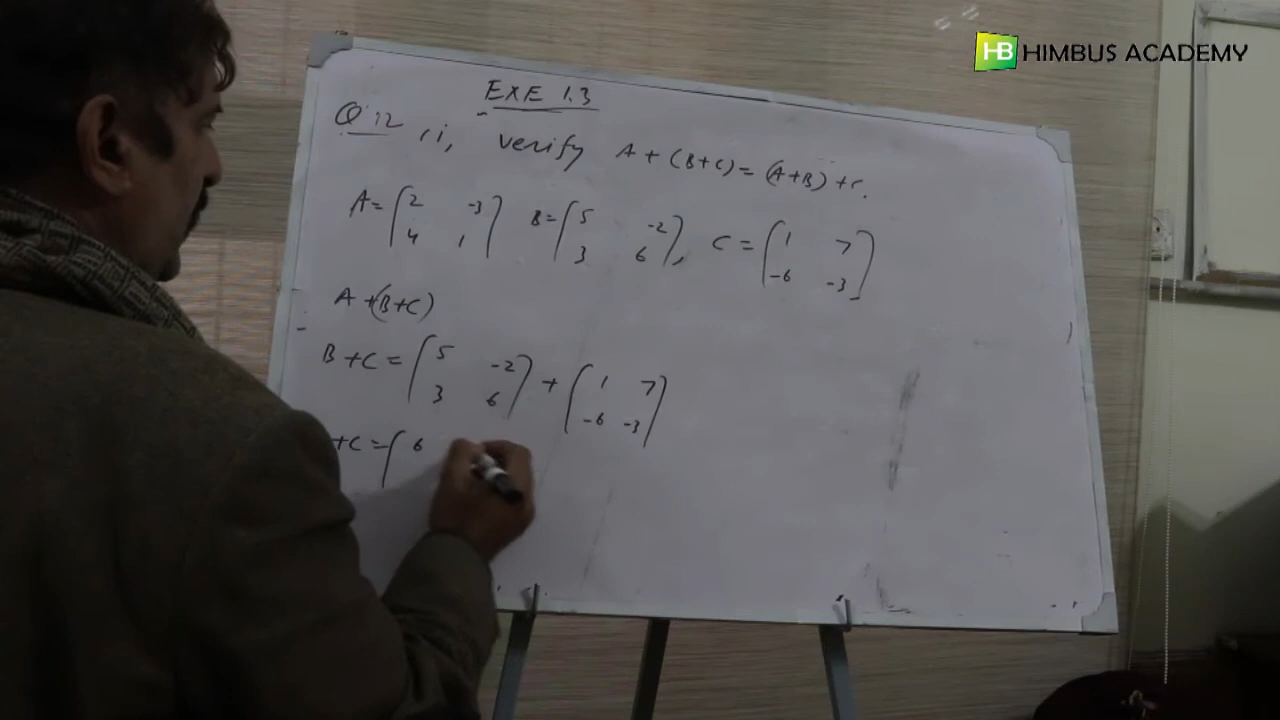 HB HIMBUS ACADEMY
EXE 1.3
Q 12 (i, verify A + (B+C) = (A+B) + C.
A = ( 2 -3 ) B = ( 5 -2 ), C = ( 1 7 ]
4 1 3 6 -6 -3
A + (B+C)
B + C = ( 5 -2 ) + ( 1 7 )
3 6 -6 -3
+C = ( 6